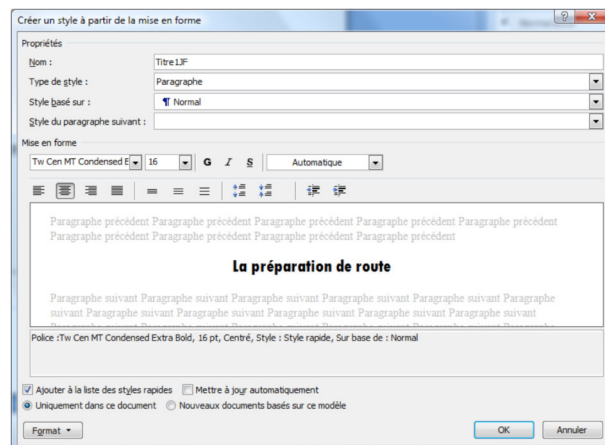 Créer un style à partir de la mise en forme
Propriétés
Nom : Titre1JF
Type de style : Paragraphe
Style basé sur : ¶ Normal
Style du paragraphe suivant :
Mise en forme
Tw Cen MT Condensed E 16 G I S Automatique
Paragraphe précédent Paragraphe précédent Paragraphe précédent Paragraphe précédent Paragraphe précédent
Paragraphe précédent Paragraphe précédent Paragraphe précédent Paragraphe précédent
La préparation de route
Paragraphe suivant Paragraphe suivant Paragraphe suivant Paragraphe suivant Paragraphe suivant Paragraphe
suivant Paragraphe suivant Paragraphe suivant Paragraphe suivant Paragraphe suivant Paragraphe suivant
Police :Tw Cen MT Condensed Extra Bold, 16 pt, Centré, Style : Style rapide, Sur base de : Normal
Ajouter à la liste des styles rapides Mettre à jour automatiquement
Uniquement dans ce document Nouveaux documents basés sur ce modèle
Format OK Annuler